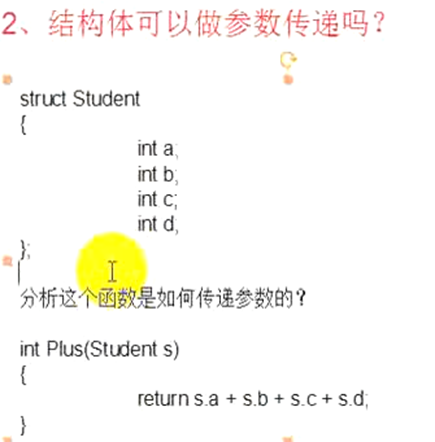 2、结构体可以做参数传递吗？
struct Student
{
int a;
int b;
int c;
int d;
};
分析这个函数是如何传递参数的？
int Plus(Student s)
{
return s.a + s.b + s.c + s.d;
}